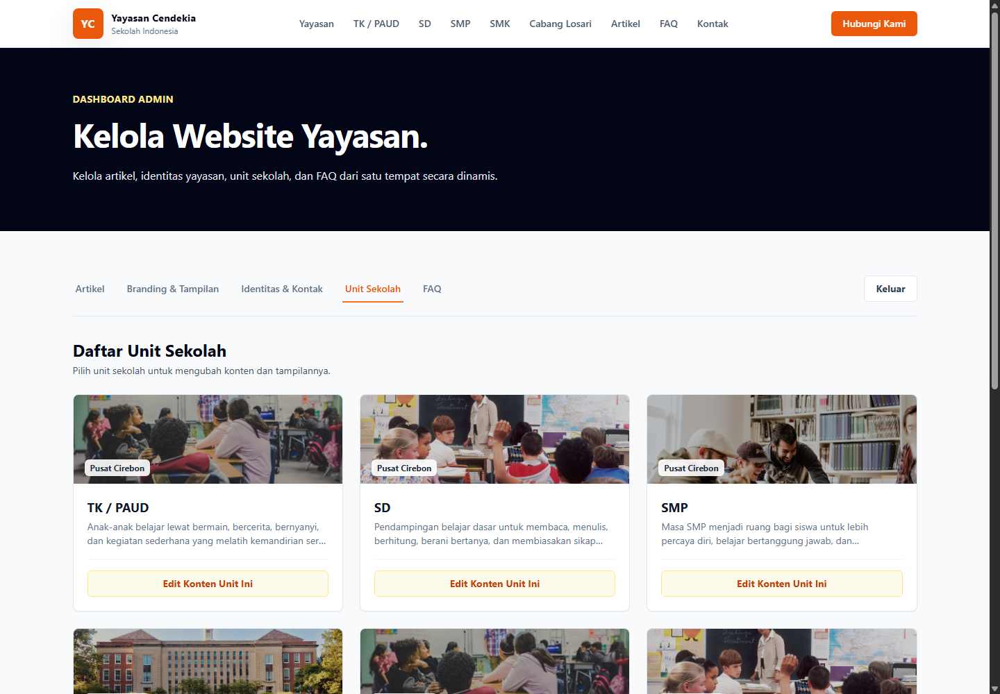 YC
Yayasan Cendekia
Sekolah Indonesia
Yayasan
TK / PAUD
SD
SMP
SMK
Cabang Losari
Artikel
FAQ
Kontak
Hubungi Kami
DASHBOARD ADMIN
Kelola Website Yayasan.
Kelola artikel, identitas yayasan, unit sekolah, dan FAQ dari satu tempat secara dinamis.
Artikel
Branding & Tampilan
Identitas & Kontak
Unit Sekolah
FAQ
Keluar
Daftar Unit Sekolah
Pilih unit sekolah untuk mengubah konten dan tampilannya.
Pusat Cirebon
TK / PAUD
Anak-anak belajar lewat bermain, bercerita, bernyanyi,
dan kegiatan sederhana yang melatih kemandirian ser...
Edit Konten Unit Ini
Pusat Cirebon
SD
Pendampingan belajar dasar untuk membaca, menulis,
berhitung, berani bertanya, dan membiasakan sikap...
Edit Konten Unit Ini
Pusat Cirebon
SMP
Masa SMP menjadi ruang bagi siswa untuk lebih
percaya diri, belajar bertanggung jawab, dan...
Edit Konten Unit Ini